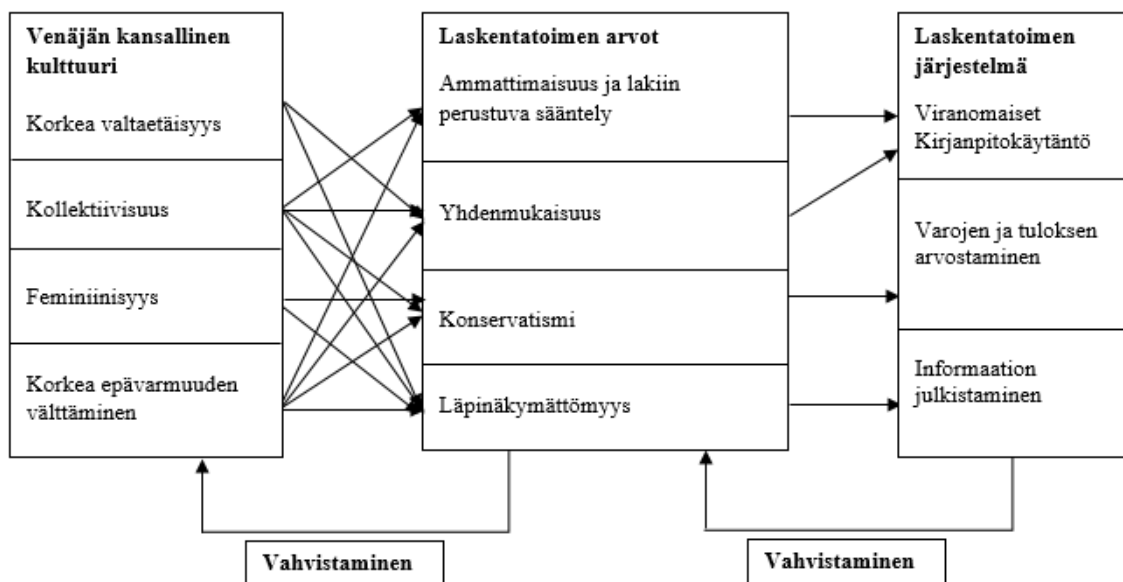 Venäjän kansallinen
kulttuuri
Korkea valtaetäisyys
Kollektiivisuus
Feminiinisyys
Korkea epävarmuuden
välttäminen
Laskentatoimen arvot
Ammattimaisuus ja lakiin
perustuva sääntely
Yhdenmukaisuus
Konservatismi
Läpinäkymättömyys
Laskentatoimen
järjestelmä
Viranomaiset
Kirjanpitokäytäntö
Varojen ja tuloksen
arvostaminen
Informaation
julkistaminen
Vahvistaminen
Vahvistaminen